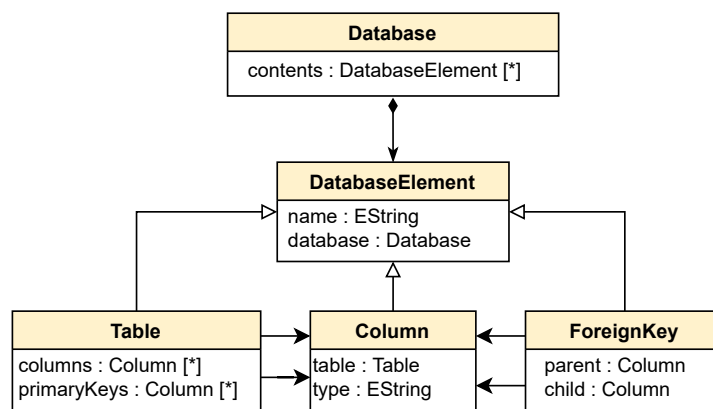 Database
contents : DatabaseElement [*]
DatabaseElement
name : EString
database : Database
Table
columns : Column [*]
primaryKeys : Column [*]
Column
table : Table
type : EString
ForeignKey
parent : Column
child : Column